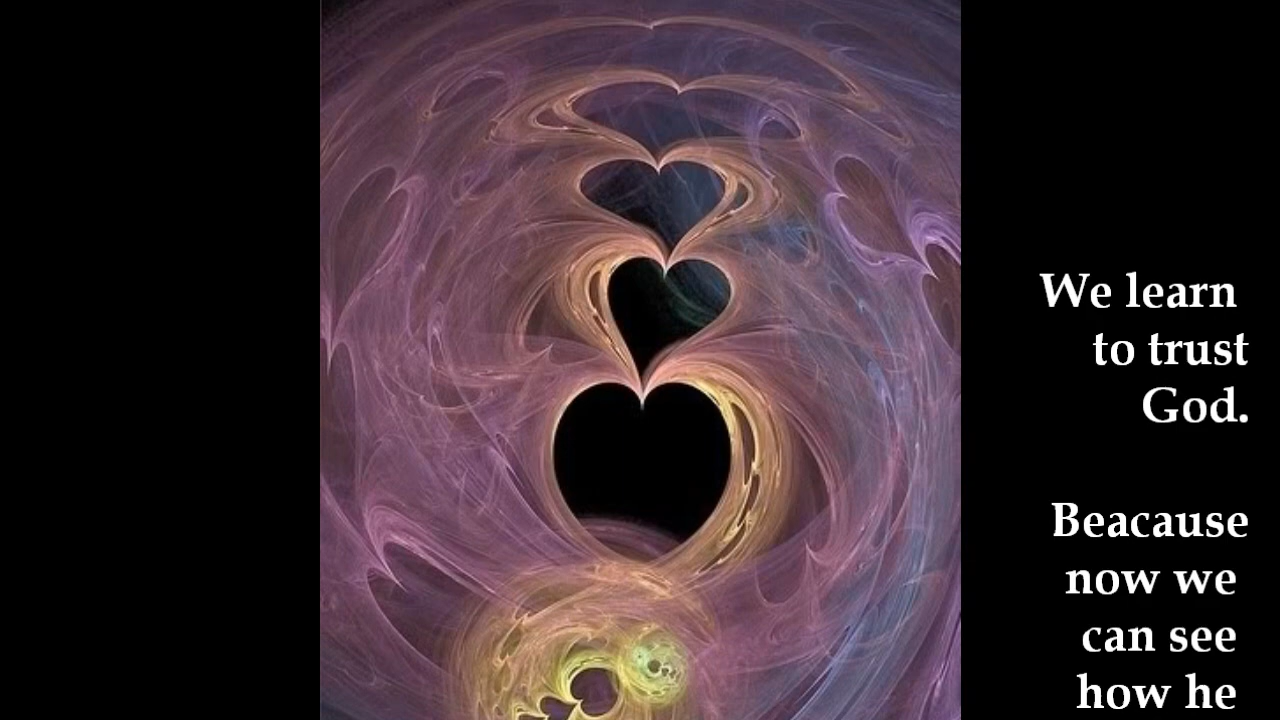 We learn
to trust
God.
Beacause
now we
can see
how he